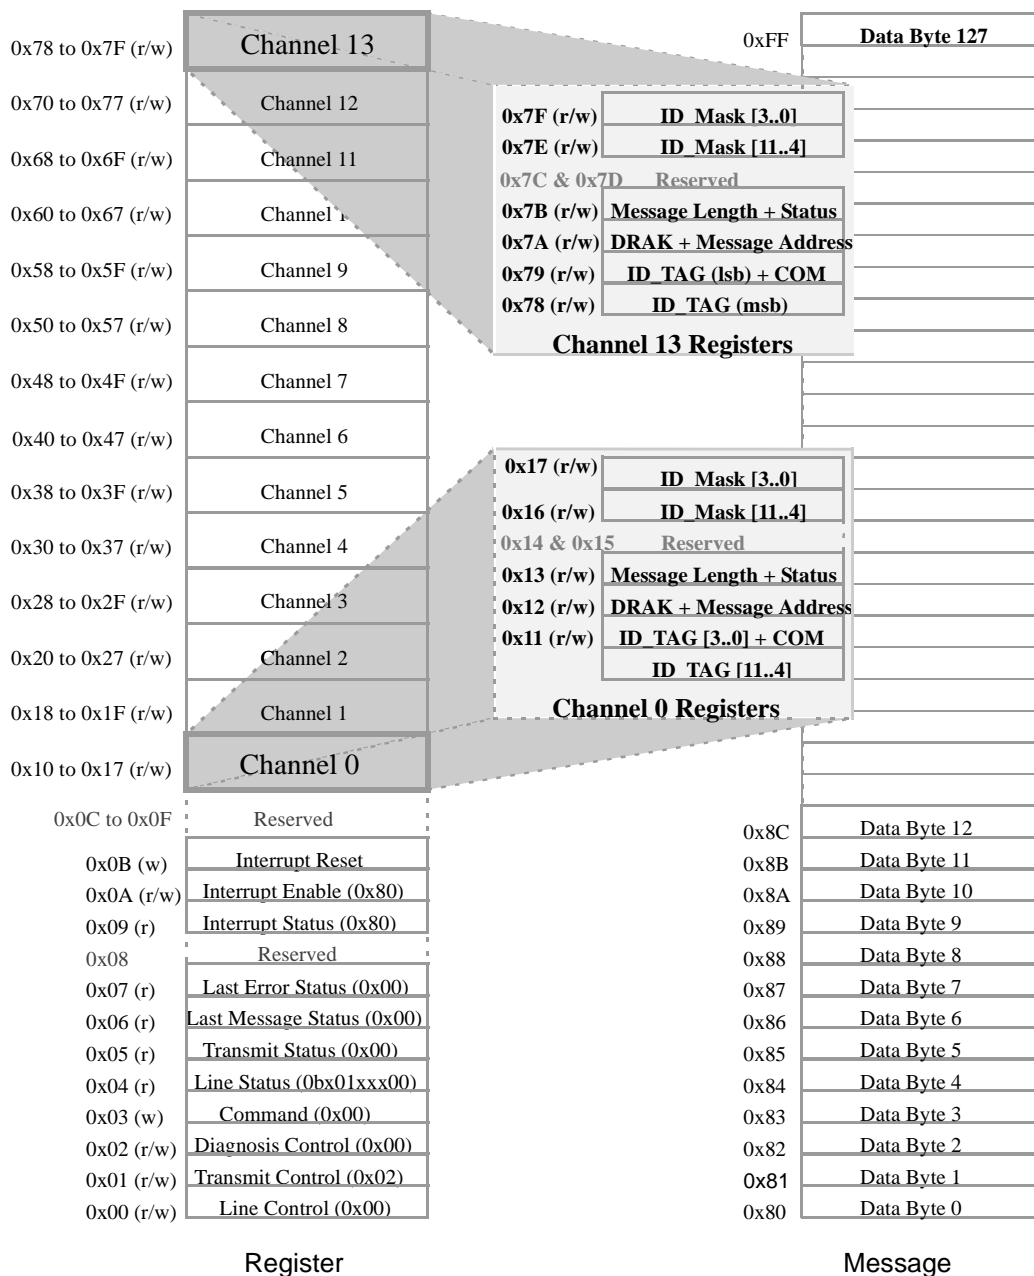 0x78 to 0x7F (r/w) Channel 13
0x70 to 0x77 (r/w) Channel 12
0x68 to 0x6F (r/w) Channel 11
0x60 to 0x67 (r/w) Channel 1
0x58 to 0x5F (r/w) Channel 9
0x50 to 0x57 (r/w) Channel 8
0x48 to 0x4F (r/w) Channel 7
0x40 to 0x47 (r/w) Channel 6
0x38 to 0x3F (r/w) Channel 5
0x30 to 0x37 (r/w) Channel 4
0x28 to 0x2F (r/w) Channel 3
0x20 to 0x27 (r/w) Channel 2
0x18 to 0x1F (r/w) Channel 1
0x10 to 0x17 (r/w) Channel 0
0x0C to 0x0F Reserved
0x0B (w) Interrupt Reset
0x0A (r/w) Interrupt Enable (0x80)
0x09 (r) Interrupt Status (0x80)
0x08 Reserved
0x07 (r) Last Error Status (0x00)
0x06 (r) Last Message Status (0x00)
0x05 (r) Transmit Status (0x00)
0x04 (r) Line Status (0bx01xxx00)
0x03 (w) Command (0x00)
0x02 (r/w) Diagnosis Control (0x00)
0x01 (r/w) Transmit Control (0x02)
0x00 (r/w) Line Control (0x00)
Register
0x7F (r/w) ID_Mask [3..0]
0x7E (r/w) ID_Mask [11..4]
0x7C & 0x7D Reserved
0x7B (r/w) Message Length + Status
0x7A (r/w) DRAK + Message Address
0x79 (r/w) ID_TAG (lsb) + COM
0x78 (r/w) ID_TAG (msb)
Channel 13 Registers
0x17 (r/w) ID_Mask [3..0]
0x16 (r/w) ID_Mask [11..4]
0x14 & 0x15 Reserved
0x13 (r/w) Message Length + Status
0x12 (r/w) DRAK + Message Address
0x11 (r/w) ID_TAG [3..0] + COM
ID_TAG [11..4]
Channel 0 Registers
0xFF Data Byte 127
0x8C Data Byte 12
0x8B Data Byte 11
0x8A Data Byte 10
0x89 Data Byte 9
0x88 Data Byte 8
0x87 Data Byte 7
0x86 Data Byte 6
0x85 Data Byte 5
0x84 Data Byte 4
0x83 Data Byte 3
0x82 Data Byte 2
0x81 Data Byte 1
0x80 Data Byte 0
Message